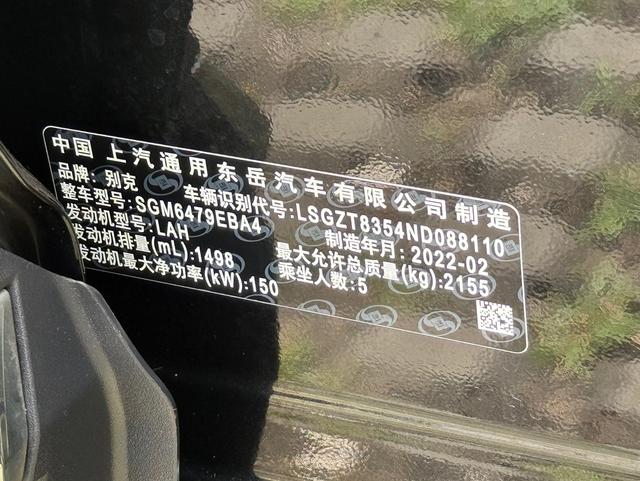 中国 上汽通用东岳汽车有限公司制造
品牌: 别克 车辆识别代号:LSGZT8354ND088110
整车型号:SGM6479EBA4 制造年月:2022-02
发动机型号:LAH 最大允许总质量(kg):2155
发动机排量(mL):1498 乘坐人数:5
发动机最大净功率(kW):150